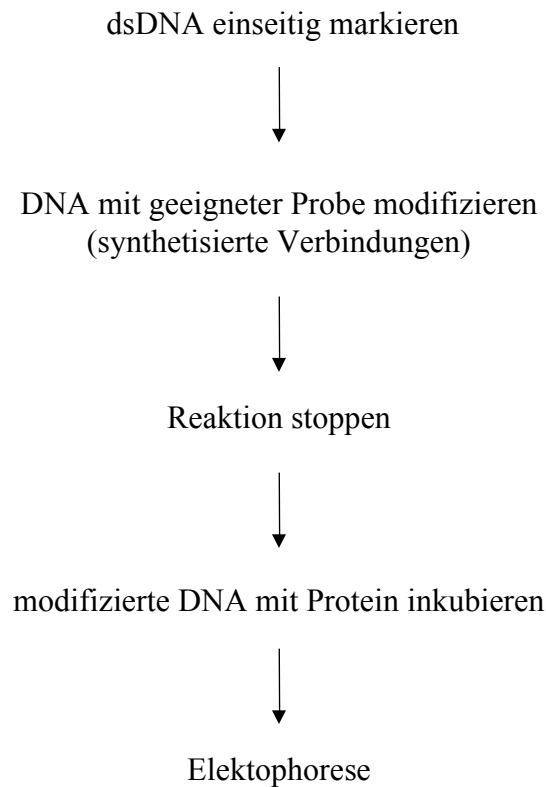 dsDNA einseitig markieren
DNA mit geeigneter Probe modifizieren
(synthetisierte Verbindungen)
Reaktion stoppen
modifizierte DNA mit Protein inkubieren
Elektophorese